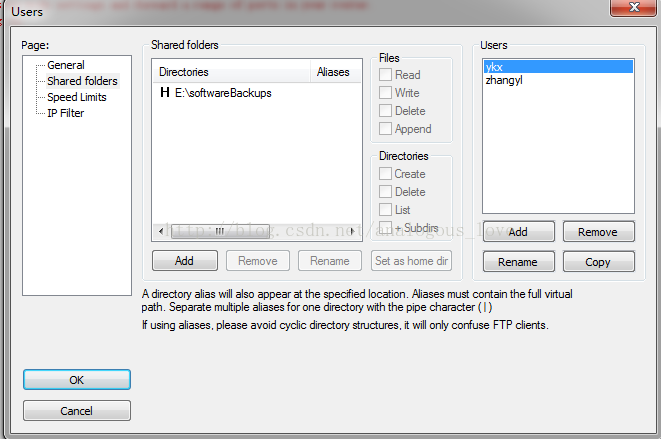 Users
Page:
General
Shared folders
Speed Limits
IP Filter
OK
Cancel
Shared folders
Directories Aliases
H E:\softwareBackups
Add Remove Rename Set as home dir
Files
Read
Write
Delete
Append
Directories
Create
Delete
List
+ Subdirs
Users
ykx
zhangyl
Add Remove
Rename Copy
http://blog.csdn.net/analogous_love
A directory alias will also appear at the specified location. Aliases must contain the full virtual
path. Separate multiple aliases for one directory with the pipe character (|)
If using aliases, please avoid cyclic directory structures, it will only confuse FTP clients.